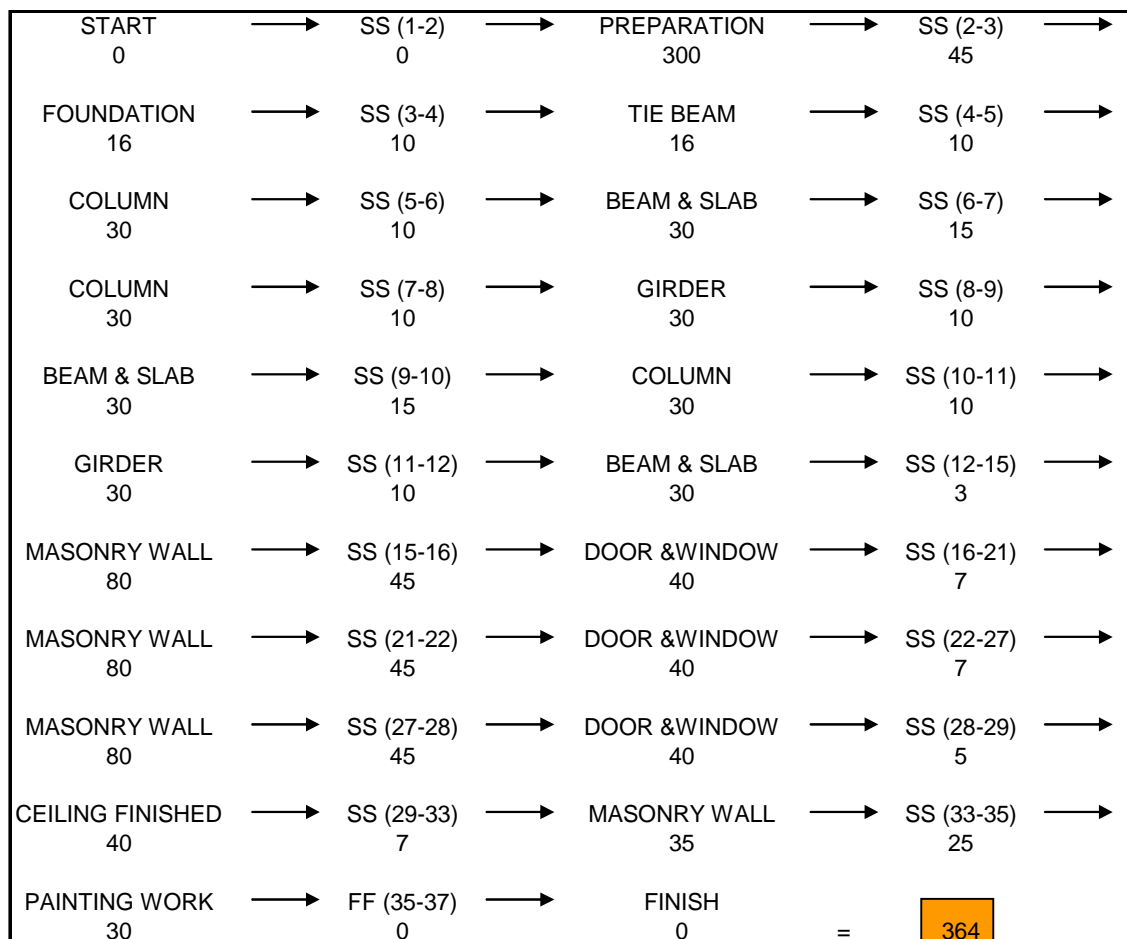 START SS (1-2) PREPARATION SS (2-3)
0 0 300 45
FOUNDATION SS (3-4) TIE BEAM SS (4-5)
16 10 16 10
COLUMN SS (5-6) BEAM & SLAB SS (6-7)
30 10 30 15
COLUMN SS (7-8) GIRDER SS (8-9)
30 10 30 10
BEAM & SLAB SS (9-10) COLUMN SS (10-11)
30 15 30 10
GIRDER SS (11-12) BEAM & SLAB SS (12-15)
30 10 30 3
MASONRY WALL SS (15-16) DOOR &WINDOW SS (16-21)
80 45 40 7
MASONRY WALL SS (21-22) DOOR &WINDOW SS (22-27)
80 45 40 7
MASONRY WALL SS (27-28) DOOR &WINDOW SS (28-29)
80 45 40 5
CEILING FINISHED SS (29-33) MASONRY WALL SS (33-35)
40 7 35 25
PAINTING WORK FF (35-37) FINISH
30 0 0 = 364